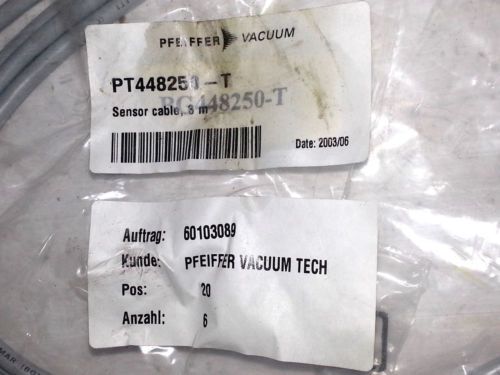 PFEIFFER VACUUM
PT448250-T
BG448250-T
Sensor cable, 3 m
Date: 2003/06
Auftrag: 60103089
Kunde: PFEIFFER VACUUM TECH
Pos: 20
Anzahl: 6